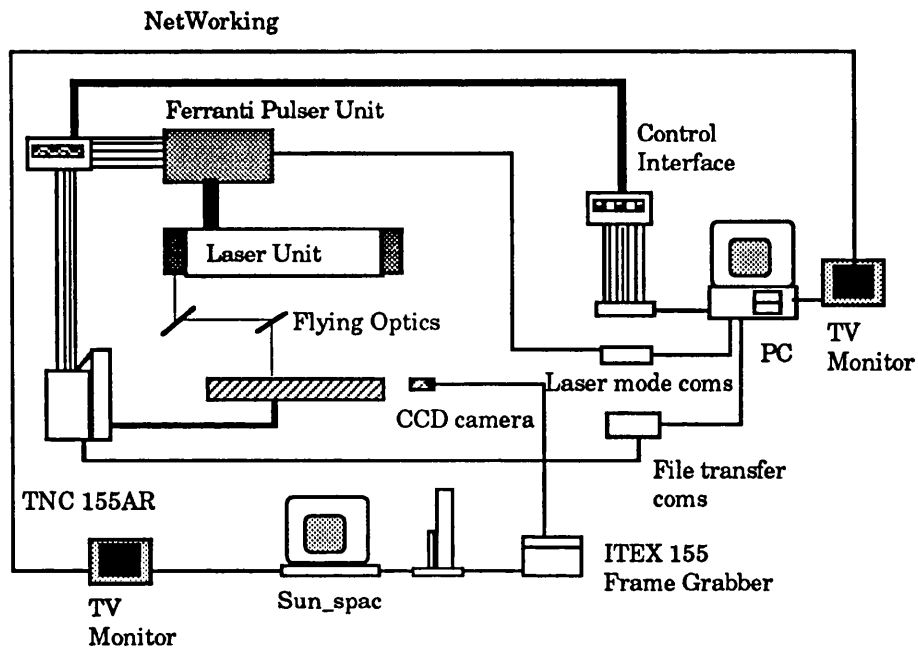 NetWorking
Ferranti Pulser Unit
Control
Interface
Laser Unit
Flying Optics
PC
TV
Monitor
Laser mode coms
CCD camera
File transfer
coms
TNC 155AR
ITEX 155
Frame Grabber
Sun_spac
TV
Monitor